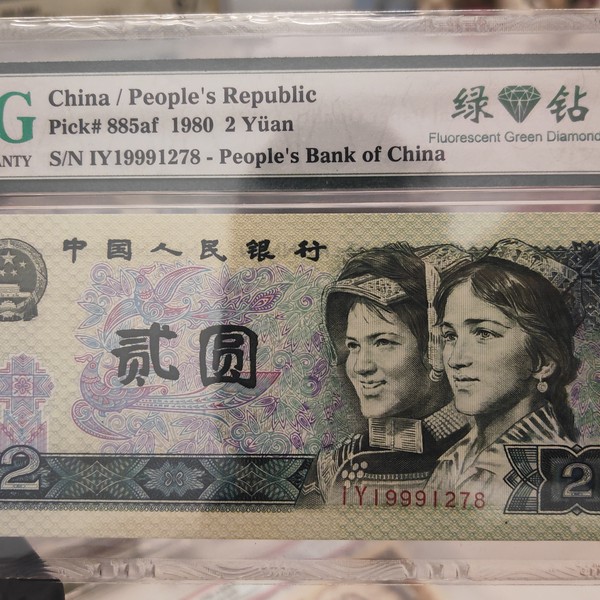 G
China / People's Republic
绿 钻
Pick# 885af 1980 2 Yüan
Fluorescent Green Diamond
ANTY
S/N IY19991278 - People's Bank of China
中国人民银行
贰圆
2
IY19991278
2